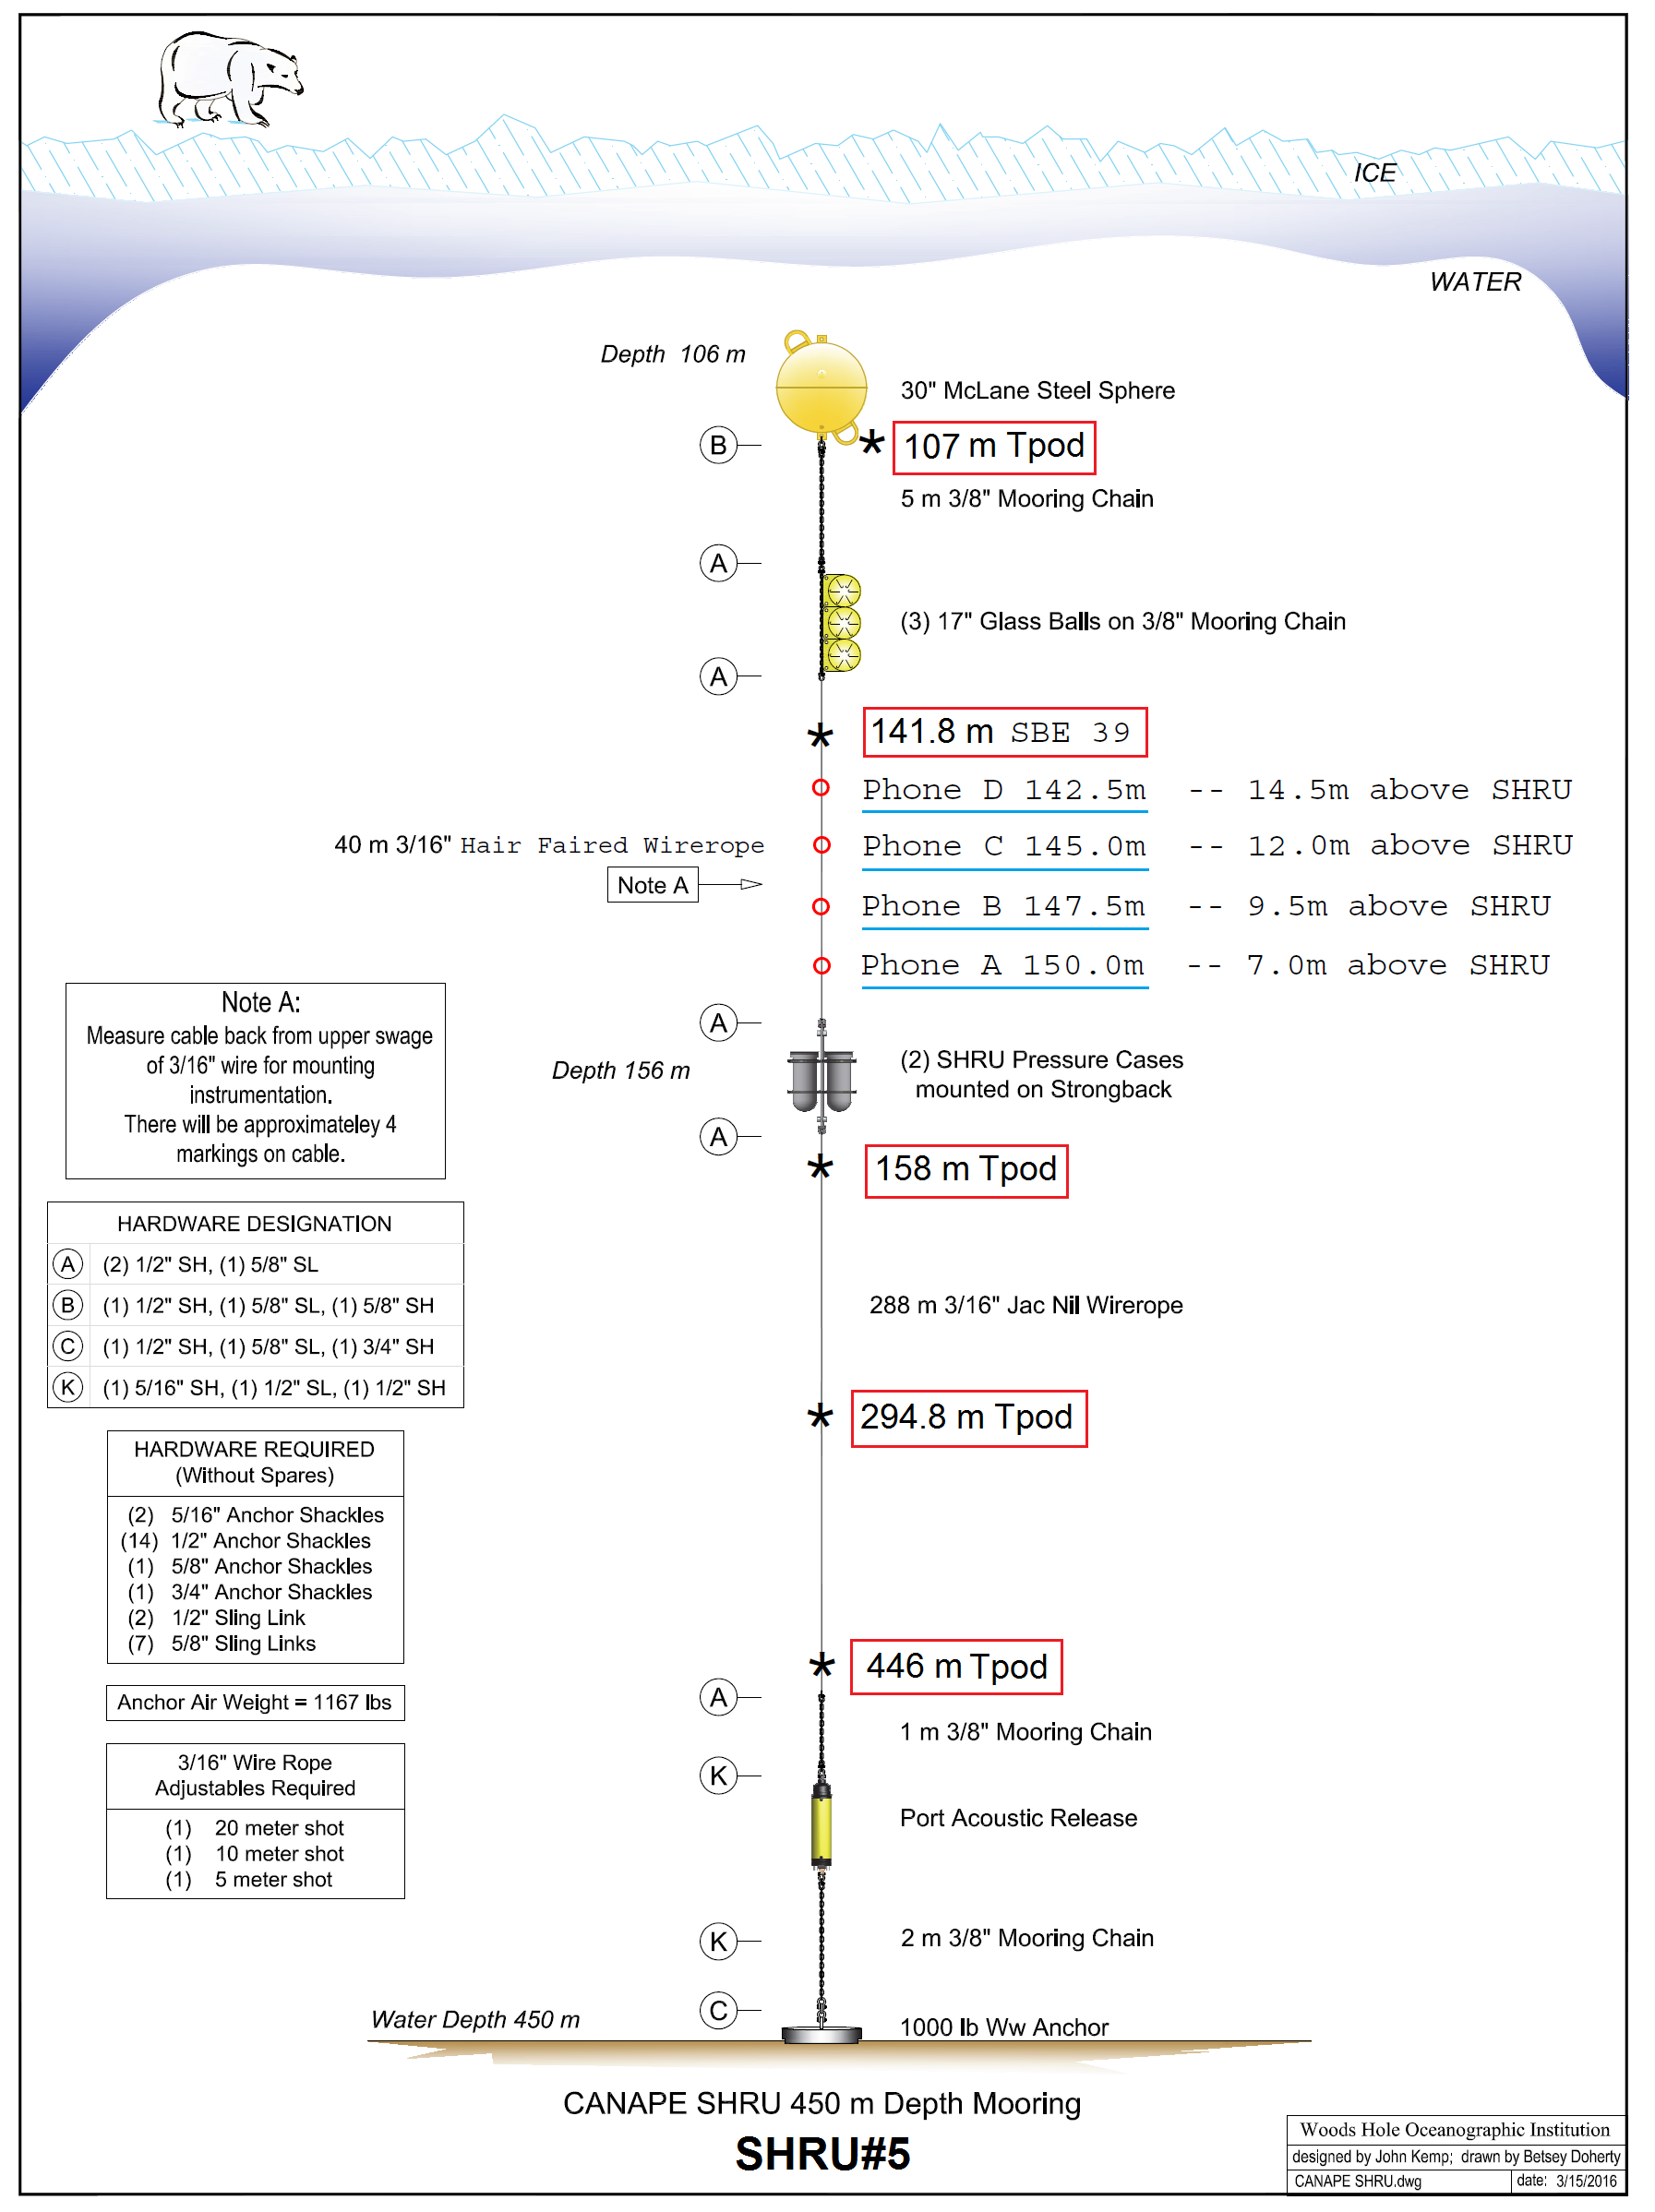 ICE
WATER
Depth 106 m
30" McLane Steel Sphere
B
* 107 m Tpod
5 m 3/8" Mooring Chain
A
(3) 17" Glass Balls on 3/8" Mooring Chain
A
* 141.8 m SBE 39
Phone D 142.5m -- 14.5m above SHRU
40 m 3/16" Hair Faired Wirerope
Phone C 145.0m -- 12.0m above SHRU
Note A
Phone B 147.5m -- 9.5m above SHRU
Phone A 150.0m -- 7.0m above SHRU
A
Depth 156 m
(2) SHRU Pressure Cases
mounted on Strongback
A
* 158 m Tpod
Note A:
Measure cable back from upper swage
of 3/16" wire for mounting
instrumentation.
There will be approximateley 4
markings on cable.
HARDWARE DESIGNATION
A (2) 1/2" SH, (1) 5/8" SL
B (1) 1/2" SH, (1) 5/8" SL, (1) 5/8" SH
C (1) 1/2" SH, (1) 5/8" SL, (1) 3/4" SH
K (1) 5/16" SH, (1) 1/2" SL, (1) 1/2" SH
288 m 3/16" Jac Nil Wirerope
* 294.8 m Tpod
HARDWARE REQUIRED
(Without Spares)
(2) 5/16" Anchor Shackles
(14) 1/2" Anchor Shackles
(1) 5/8" Anchor Shackles
(1) 3/4" Anchor Shackles
(2) 1/2" Sling Link
(7) 5/8" Sling Links
* 446 m Tpod
Anchor Air Weight = 1167 lbs
A
1 m 3/8" Mooring Chain
K
3/16" Wire Rope
Adjustables Required
(1) 20 meter shot
(1) 10 meter shot
(1) 5 meter shot
Port Acoustic Release
K
2 m 3/8" Mooring Chain
C
Water Depth 450 m
1000 lb Ww Anchor
CANAPE SHRU 450 m Depth Mooring
SHRU#5
Woods Hole Oceanographic Institution
designed by John Kemp; drawn by Betsey Doherty
CANAPE SHRU.dwg date: 3/15/2016